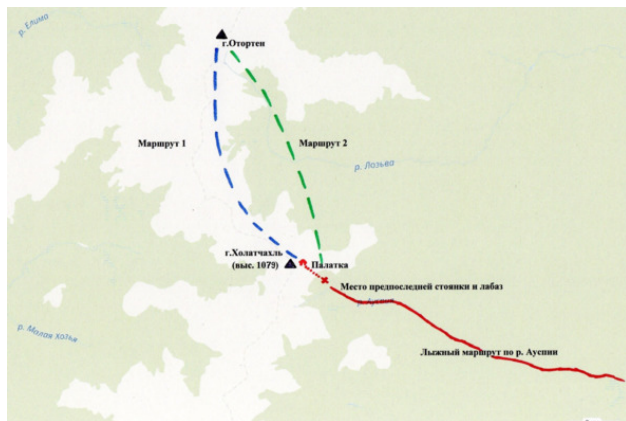 р. Елима
г.Отортен
Маршрут 1
Маршрут 2
р. Лозьва
г.Холатчахль
(выс. 1079)
Палатка
Место предпоследней стоянки и лабаз
р. Ауспия
р. Малая хозья
Лыжный маршрут по р. Ауспии